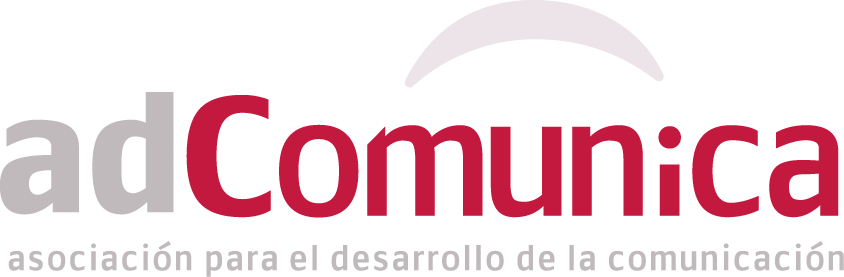 adComunica
asociación para el desarrollo de la comunicación